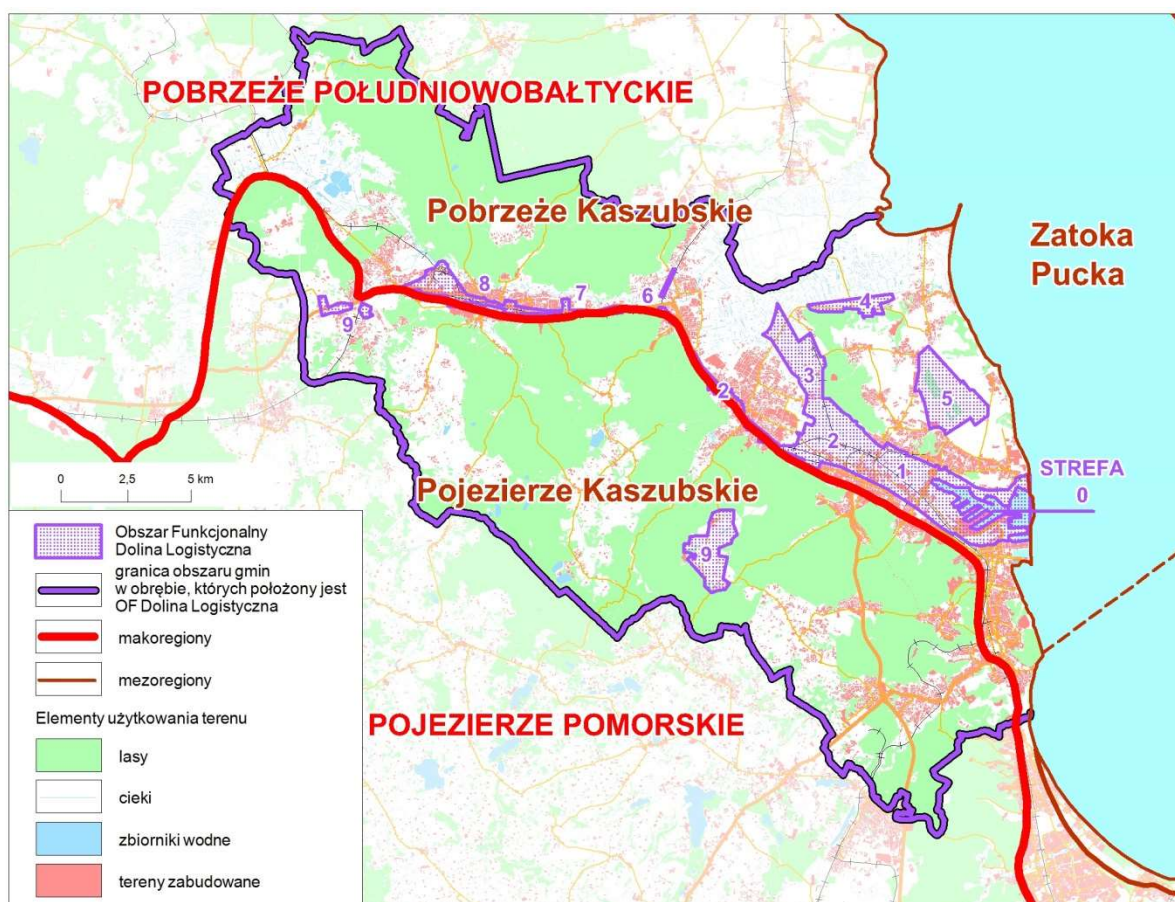 POBRZEŻE POŁUDNIOWOBAŁTYCKIE
Pobrzeże Kaszubskie
Zatoka
Pucka
8
7
6
9
4
3
5
2
2
1
STREFA
0
Pojezierze Kaszubskie
9
POJEZIERZE POMORSKIE
0 2,5 5 km
Obszar Funkcjonalny
Dolina Logistyczna
granica obszaru gmin
w obrębie, których położony jest
OF Dolina Logistyczna
makoregiony
mezoregiony
Elementy użytkowania terenu
lasy
cieki
zbiorniki wodne
tereny zabudowane